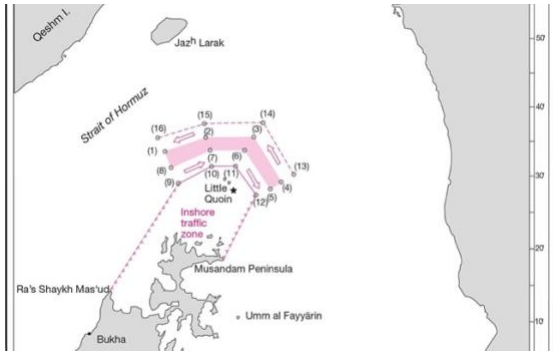 Qeshm I.
Jazh Larak
50'
Strait of Hormuz
40'
(15)
(14)
(16)
(2)
(3)
(1)
(7)
(6)
(13)
(8)
(10)
(11)
(4)
(9)
(5)
(12)
Little
Quoin
30'
Inshore
traffic
zone
20'
Musandam Peninsula
Ra's Shaykh Mas'ud
Umm al Fayyārin
10'
Bukha